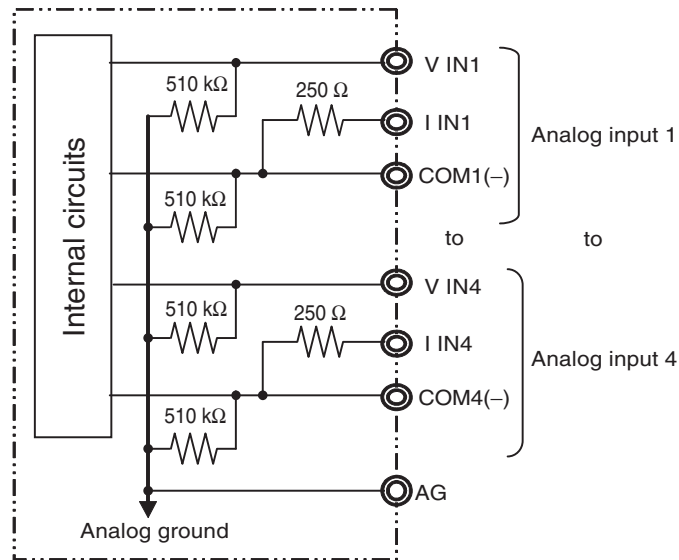 Internal circuits
510 kΩ
V IN1
250 Ω
I IN1
Analog input 1
COM1(−)
510 kΩ
to
to
510 kΩ
V IN4
250 Ω
I IN4
Analog input 4
COM4(−)
510 kΩ
AG
Analog ground